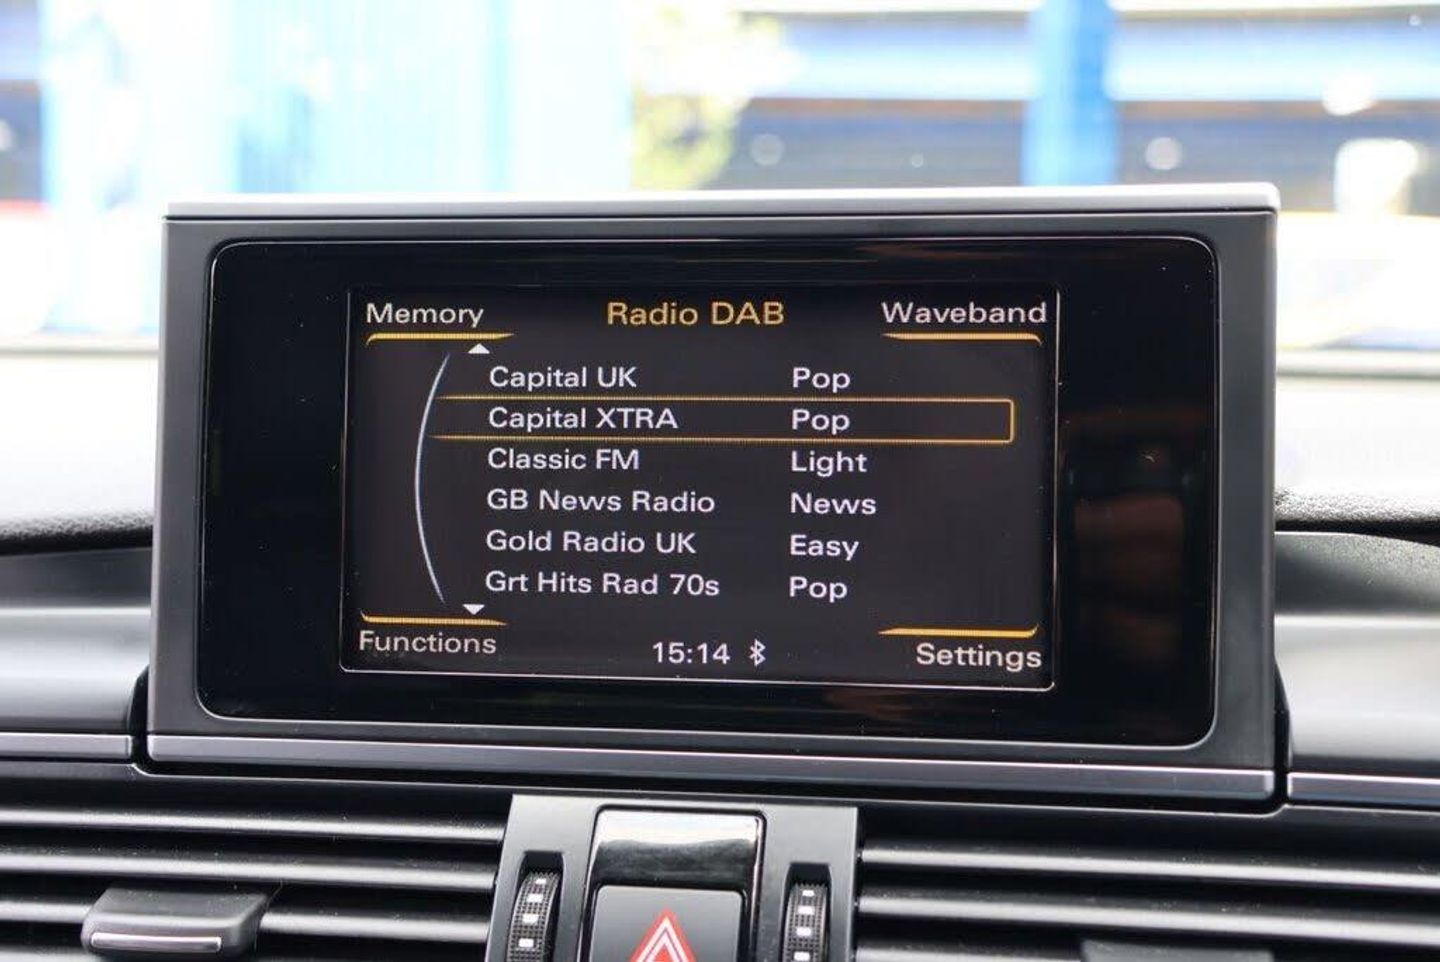 Memory Radio DAB Waveband
Capital UK Pop
Capital XTRA Pop
Classic FM Light
GB News Radio News
Gold Radio UK Easy
Grt Hits Rad 70s Pop
Functions 15:14 Settings